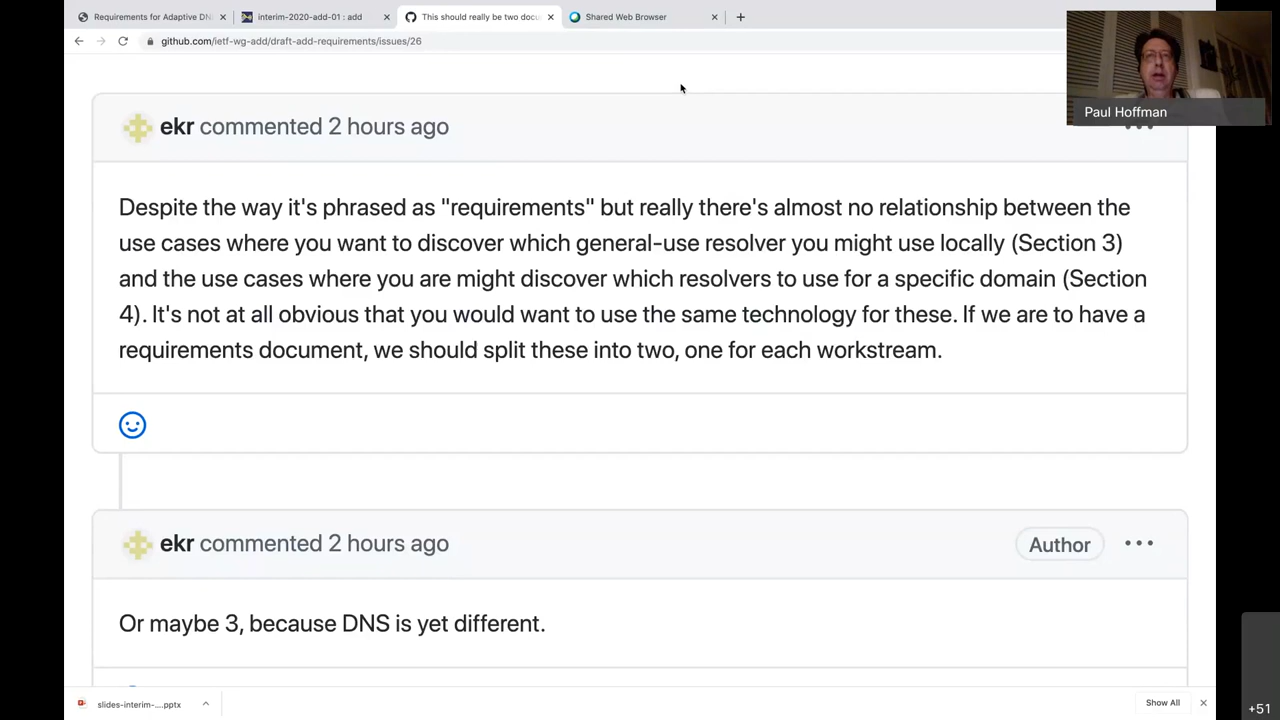 Requirements for Adaptive DN
interim-2020-add-01 : add
This should really be two docu
Shared Web Browser
github.com/ietf-wg-add/draft-add-requirements/issues/26
Paul Hoffman
ekr commented 2 hours ago
Despite the way it's phrased as "requirements" but really there's almost no relationship between the
use cases where you want to discover which general-use resolver you might use locally (Section 3)
and the use cases where you are might discover which resolvers to use for a specific domain (Section
4). It's not at all obvious that you would want to use the same technology for these. If we are to have a
requirements document, we should split these into two, one for each workstream.
ekr commented 2 hours ago
Author
Or maybe 3, because DNS is yet different.
slides-interim-....pptx
Show All
+51